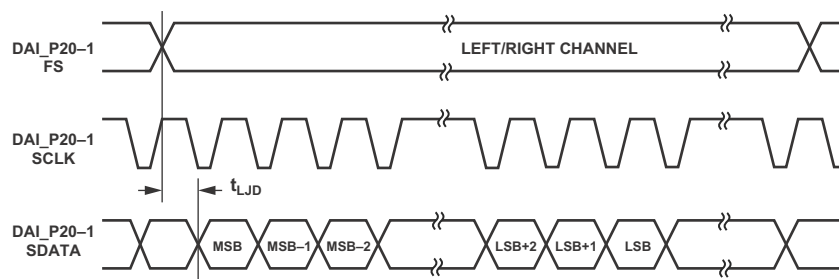 DAI_P20–1
FS
LEFT/RIGHT CHANNEL
DAI_P20–1
SCLK
tLJD
DAI_P20–1
SDATA
MSB
MSB–1
MSB–2
LSB+2
LSB+1
LSB